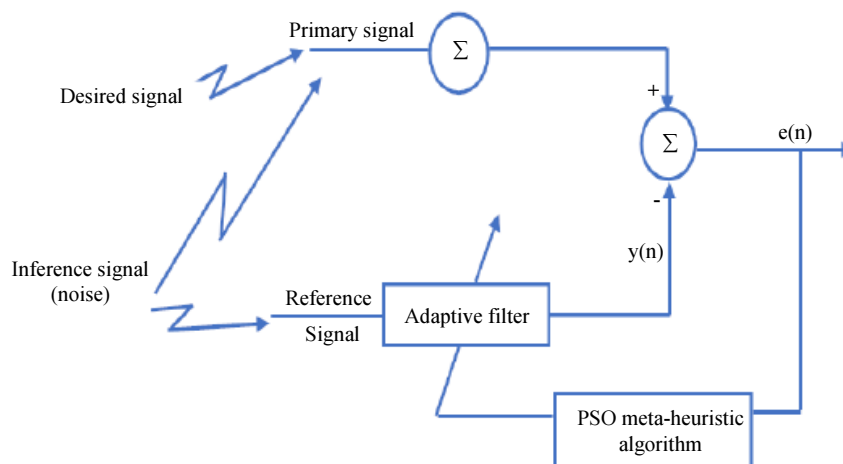 Primary signal
Σ
Desired signal
+
Σ
e(n)
-
y(n)
Inference signal
(noise)
Reference
Signal
Adaptive filter
PSO meta-heuristic
algorithm